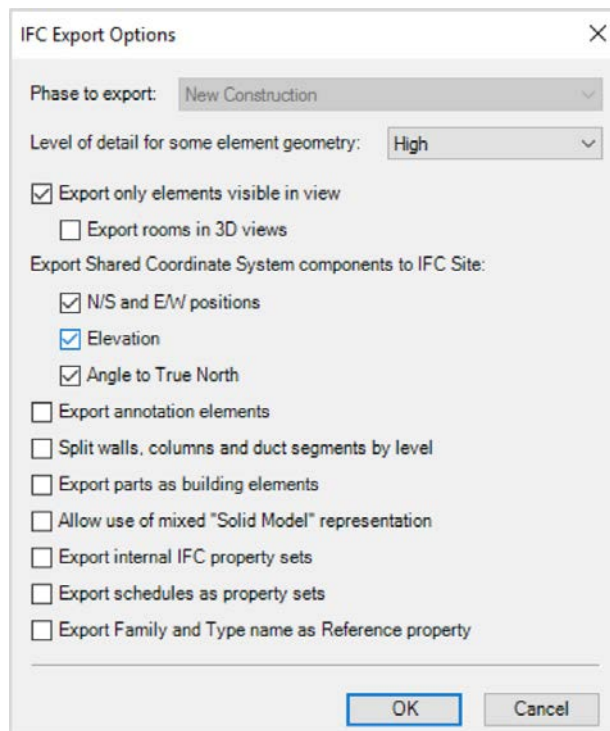 IFC Export Options
Phase to export: New Construction
Level of detail for some element geometry: High
Export only elements visible in view
Export rooms in 3D views
Export Shared Coordinate System components to IFC Site:
N/S and E/W positions
Elevation
Angle to True North
Export annotation elements
Split walls, columns and duct segments by level
Export parts as building elements
Allow use of mixed "Solid Model" representation
Export internal IFC property sets
Export schedules as property sets
Export Family and Type name as Reference property
OK Cancel